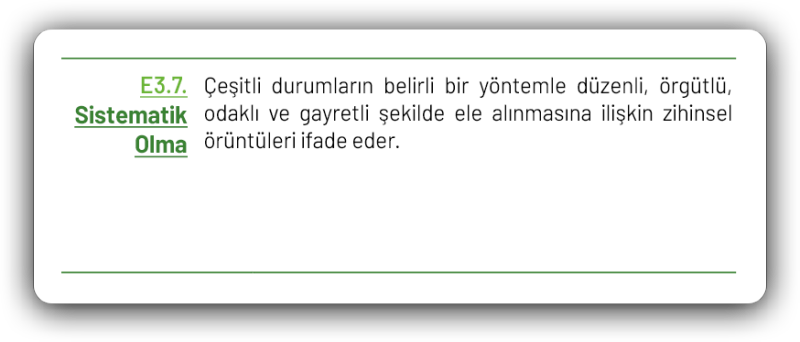 E3.7.
Sistematik
Olma
Çeşitli durumların belirli bir yöntemle düzenli, örgütlü,
odaklı ve gayretli şekilde ele alınmasına ilişkin zihinsel
örüntüleri ifade eder.